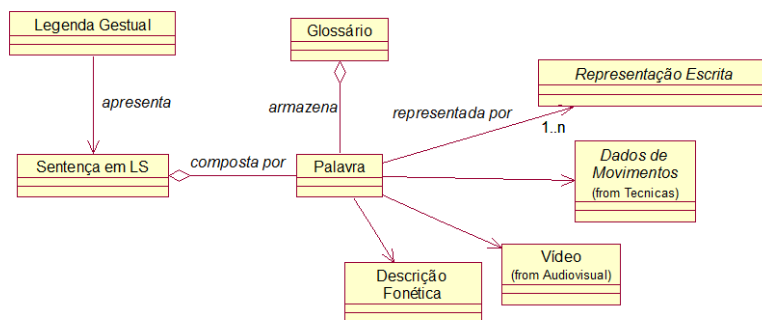 Legenda Gestual
Glossário
Representação Escrita
apresenta
armazena
representada por
1..n
Sentença em LS
composta por
Palavra
Dados de
Movimentos
(from Tecnicas)
Descrição
Fonética
Vídeo
(from Audiovisual)